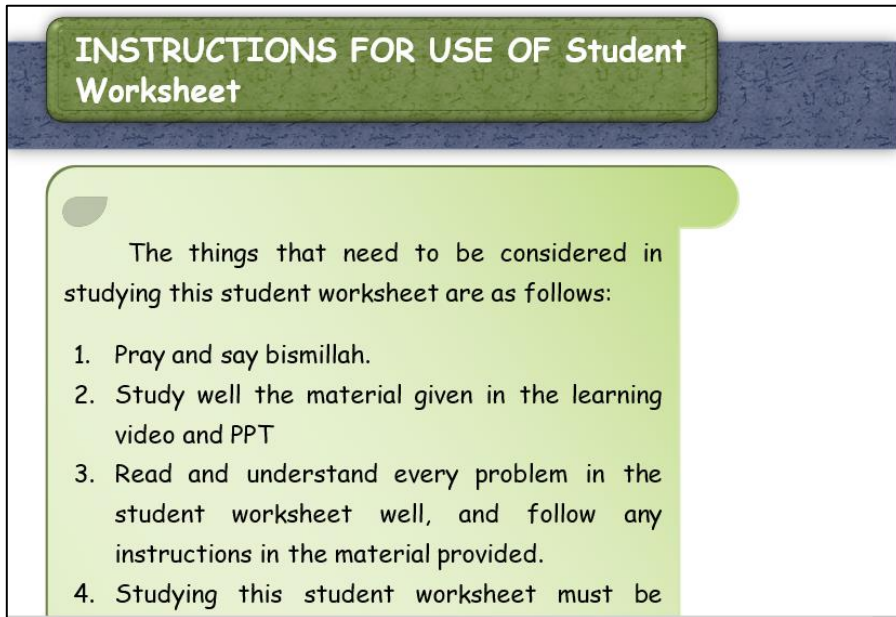 INSTRUCTIONS FOR USE OF Student
Worksheet
The things that need to be considered in
studying this student worksheet are as follows:
1. Pray and say bismillah.
2. Study well the material given in the learning
video and PPT
3. Read and understand every problem in the
student worksheet well, and follow any
instructions in the material provided.
4. Studying this student worksheet must be